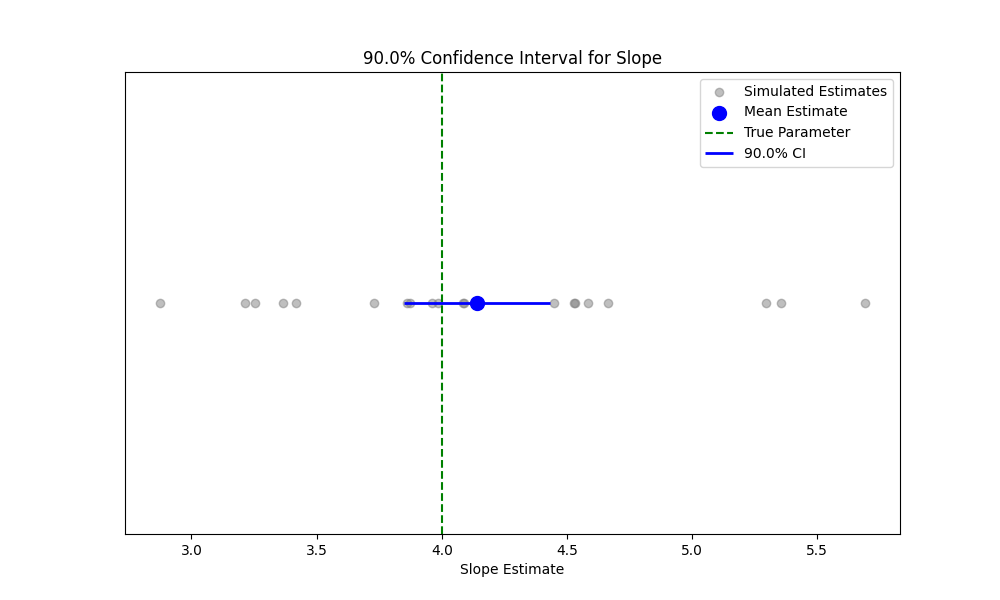 90.0% Confidence Interval for Slope
Simulated Estimates
Mean Estimate
True Parameter
90.0% CI
3.0 3.5 4.0 4.5 5.0 5.5
Slope Estimate